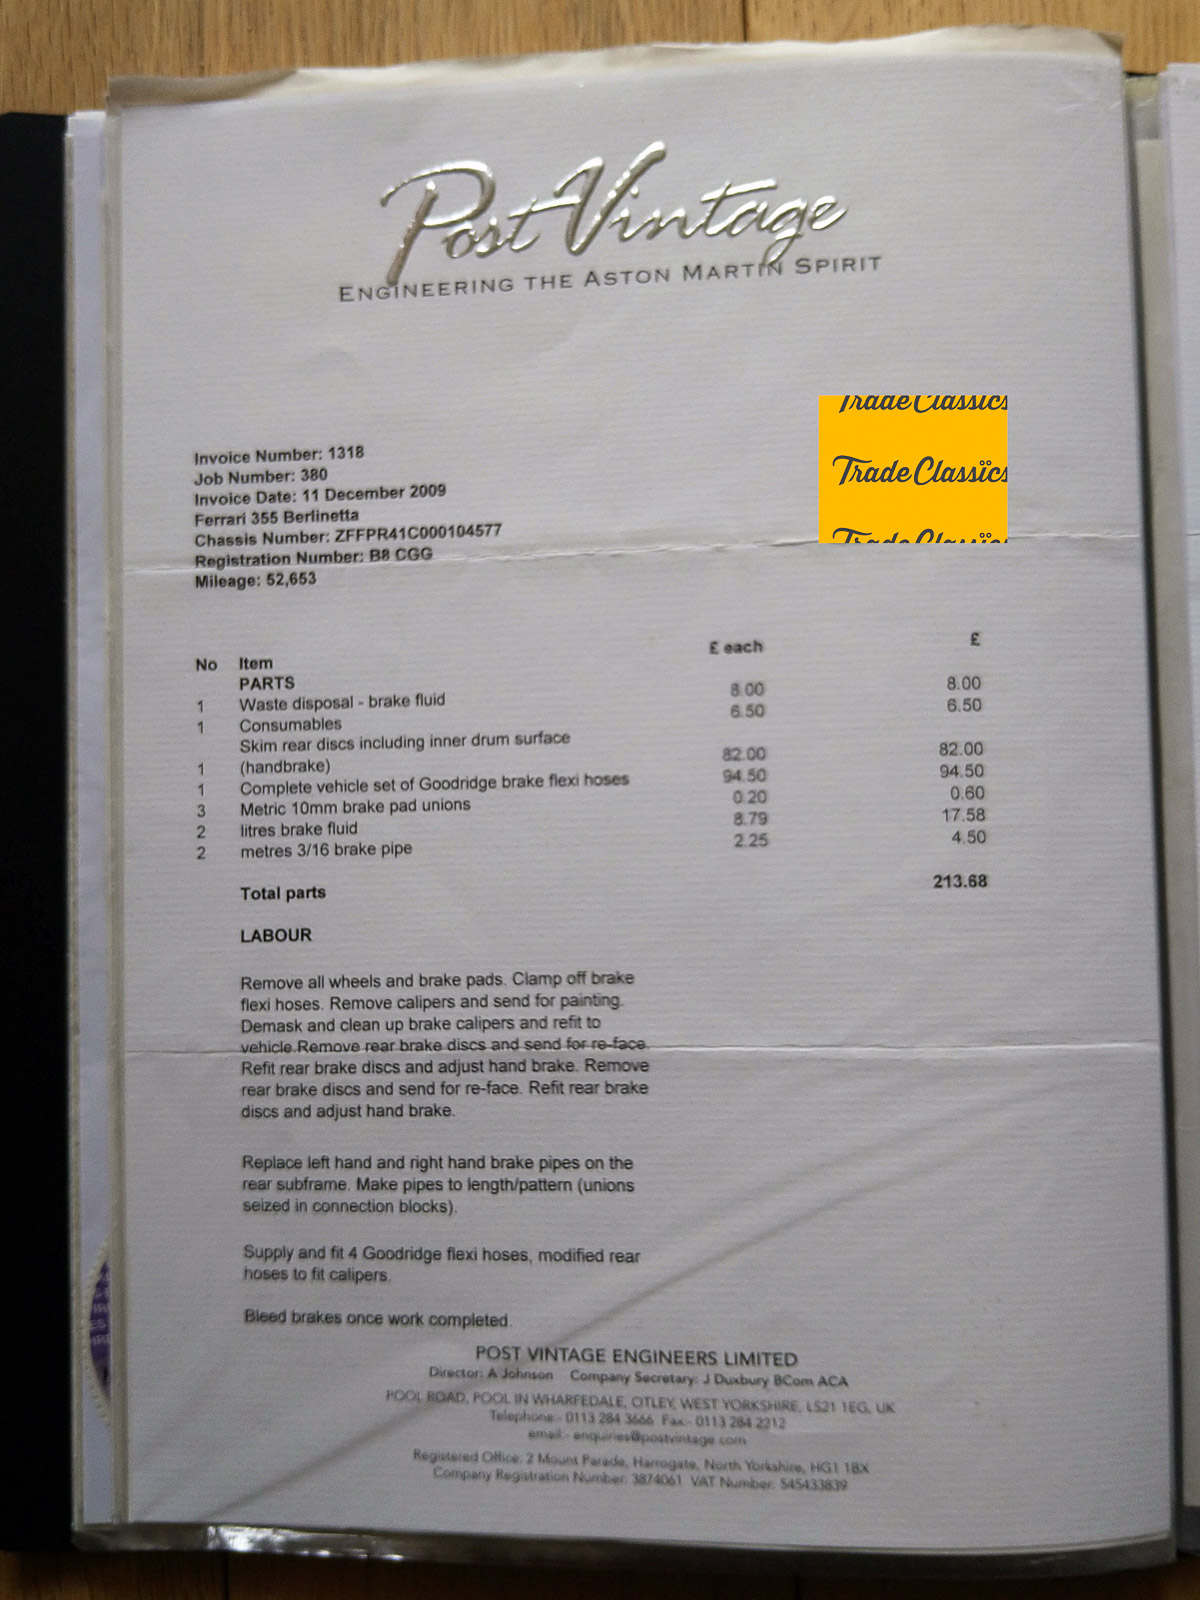 Post Vintage
ENGINEERING THE ASTON MARTIN SPIRIT
TradeClassics
TradeClassics
TradeClassics
Invoice Number: 1318
Job Number: 380
Invoice Date: 11 December 2009
Ferrari 355 Berlinetta
Chassis Number: ZFFPR41C000104577
Registration Number: B8 CGG
Mileage: 52,653
No Item £ each £
PARTS
1 Waste disposal - brake fluid 8.00 8.00
1 Consumables 6.50 6.50
Skim rear discs including inner drum surface
1 (handbrake) 82.00 82.00
1 Complete vehicle set of Goodridge brake flexi hoses 94.50 94.50
3 Metric 10mm brake pad unions 0.20 0.60
2 litres brake fluid 8.79 17.58
2 metres 3/16 brake pipe 2.25 4.50
Total parts 213.68
LABOUR
Remove all wheels and brake pads. Clamp off brake
flexi hoses. Remove calipers and send for painting.
Demask and clean up brake calipers and refit to
vehicle.Remove rear brake discs and send for re-face.
Refit rear brake discs and adjust hand brake. Remove
rear brake discs and send for re-face. Refit rear brake
discs and adjust hand brake.
Replace left hand and right hand brake pipes on the
rear subframe. Make pipes to length/pattern (unions
seized in connection blocks).
Supply and fit 4 Goodridge flexi hoses, modified rear
hoses to fit calipers.
Bleed brakes once work completed.
POST VINTAGE ENGINEERS LIMITED
Director: A Johnson Company Secretary: J Duxbury BCom ACA
POOL ROAD, POOL IN WHARFEDALE, OTLEY, WEST YORKSHIRE, LS21 1EG, UK
Telephone:- 0113 284 3666 Fax:- 0113 284 2212
email:- enquiries@postvintage.com
Registered Office: 2 Mount Parade, Harrogate, North Yorkshire, HG1 1BX
Company Registration Number: 3874061 VAT Number: 545433839